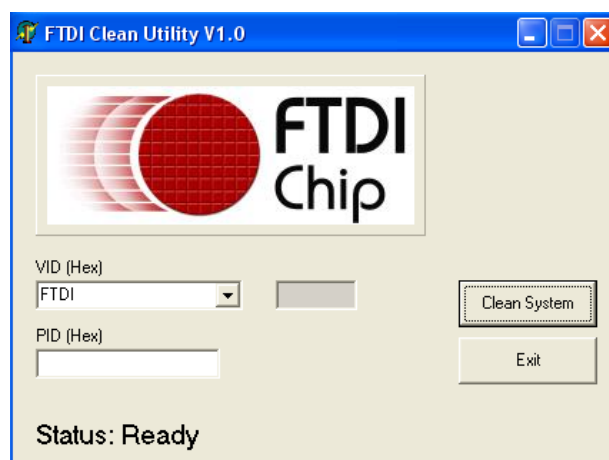 FTDI Clean Utility V1.0
FTDI
Chip
VID (Hex)
FTDI
Clean System
PID (Hex)
Exit
Status: Ready